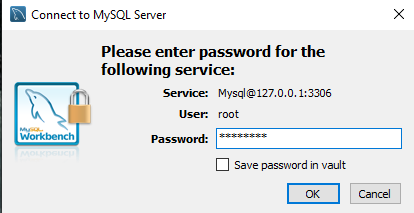 Connect to MySQL Server
Please enter password for the
following service:
Service: Mysql@127.0.0.1:3306
User: root
Password: ********
Save password in vault
OK Cancel
MySQL
Workbench